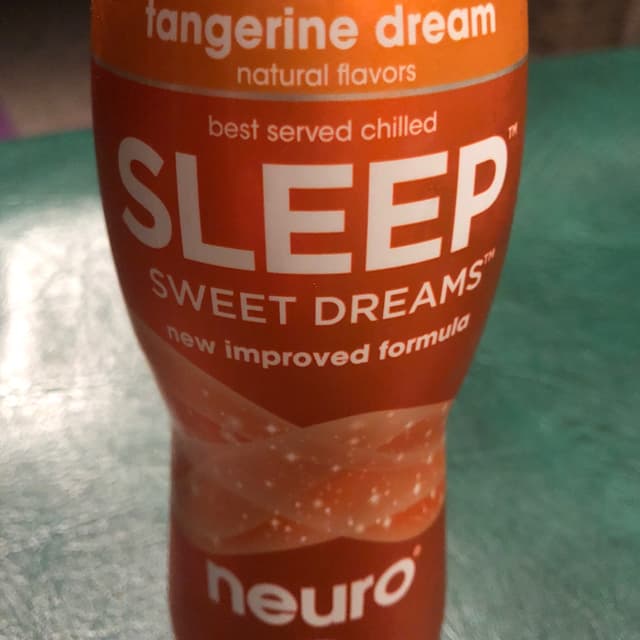 tangerine dream
natural flavors
best served chilled
SLEEP™
SWEET DREAMS™
new improved formula
neuro®